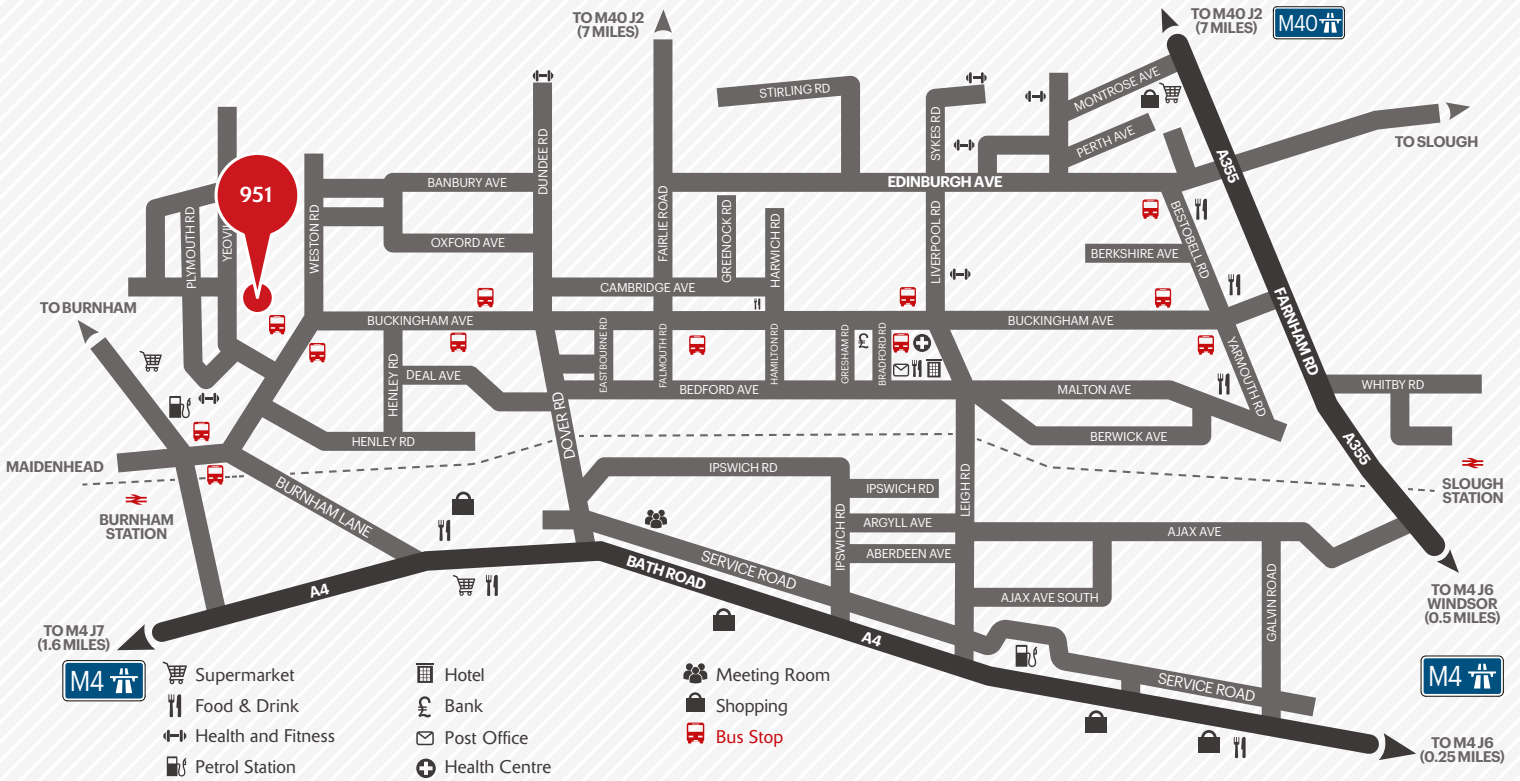 TO M40 J2
(7 MILES)
TO M40 J2
(7 MILES)
M40
STIRLING RD
MONTROSE AVE
SYKES RD
PERTH AVE
DUNDEE RD
A355
TO SLOUGH
951
BANBURY AVE
EDINBURGH AVE
PLYMOUTH RD
WESTON RD
FAIRLIE ROAD
GREENOCK RD
HARWICH RD
LIVERPOOL RD
BESTOBELL RD
OXFORD AVE
BERKSHIRE AVE
CAMBRIDGE AVE
TO BURNHAM
BUCKINGHAM AVE
BUCKINGHAM AVE
FARNHAM RD
EASTBOURNE RD
FALMOUTH RD
HAMILTON RD
GRESHAM RD
BRADFORD RD
YARMOUTH RD
HENLEY RD
DEAL AVE
BEDFORD AVE
MALTON AVE
WHITBY RD
DOVER RD
HENLEY RD
BERWICK AVE
A355
MAIDENHEAD
IPSWICH RD
IPSWICH RD
LEIGH RD
SLOUGH
STATION
BURNHAM
STATION
BURNHAM LANE
IPSWICH RD
ARGYLL AVE
AJAX AVE
ABERDEEN AVE
SERVICE ROAD
BATH ROAD
A4
AJAX AVE SOUTH
GALVIN ROAD
TO M4 J6
WINDSOR
(0.5 MILES)
TO M4 J7
(1.6 MILES)
A4
M4
SERVICE ROAD
M4
TO M4 J6
(0.25 MILES)
Supermarket
Food & Drink
Health and Fitness
Petrol Station
Hotel
£ Bank
Post Office
Health Centre
Meeting Room
Shopping
Bus Stop